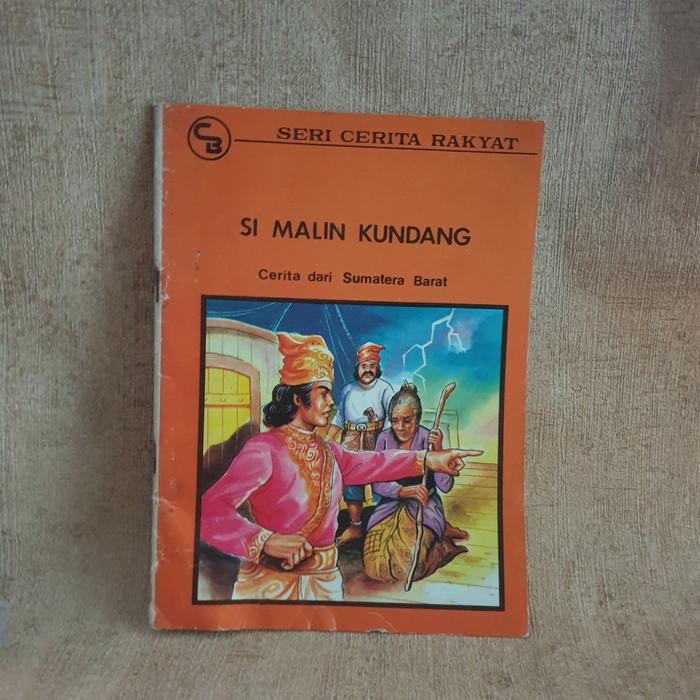 CB
SERI CERITA RAKYAT
SI MALIN KUNDANG
Cerita dari Sumatera Barat